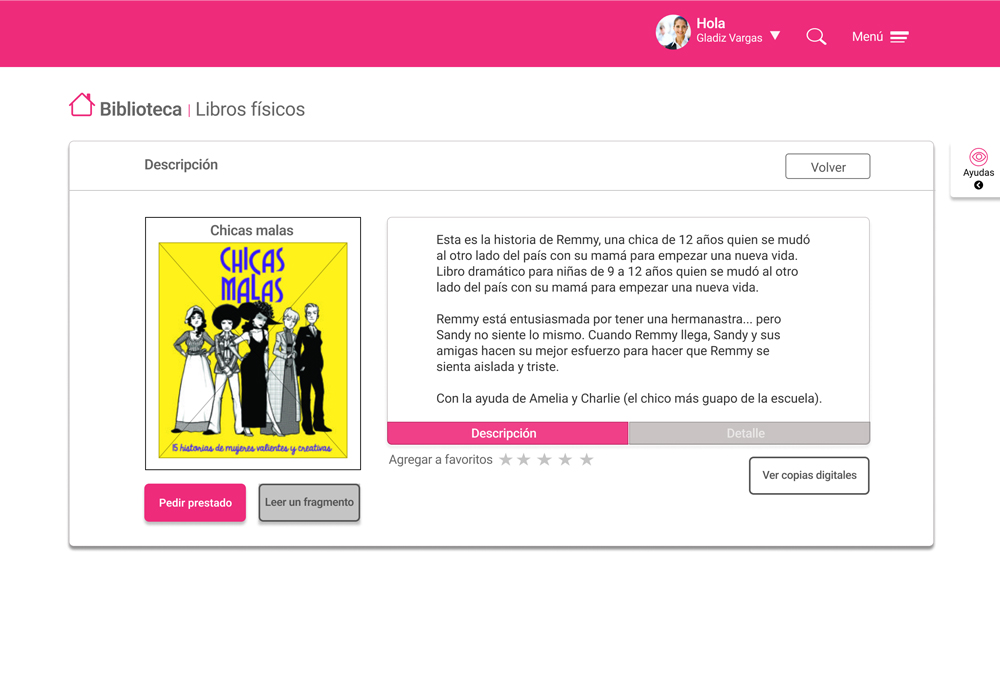 Hola
Gladiz Vargas
Menú
Biblioteca | Libros físicos
Descripción
Volver
Ayudas
Chicas malas
CHICAS
MALAS
15 historias de mujeres valientes y creativas
Esta es la historia de Remmy, una chica de 12 años quien se mudó
al otro lado del país con su mamá para empezar una nueva vida.
Libro dramático para niñas de 9 a 12 años quien se mudó al otro
lado del país con su mamá para empezar una nueva vida.
Remmy está entusiasmada por tener una hermanastra... pero
Sandy no siente lo mismo. Cuando Remmy llega, Sandy y sus
amigas hacen su mejor esfuerzo para hacer que Remmy se
sienta aislada y triste.
Con la ayuda de Amelia y Charlie (el chico más guapo de la escuela).
Descripción
Detalle
Agregar a favoritos
Ver copias digitales
Pedir prestado
Leer un fragmento